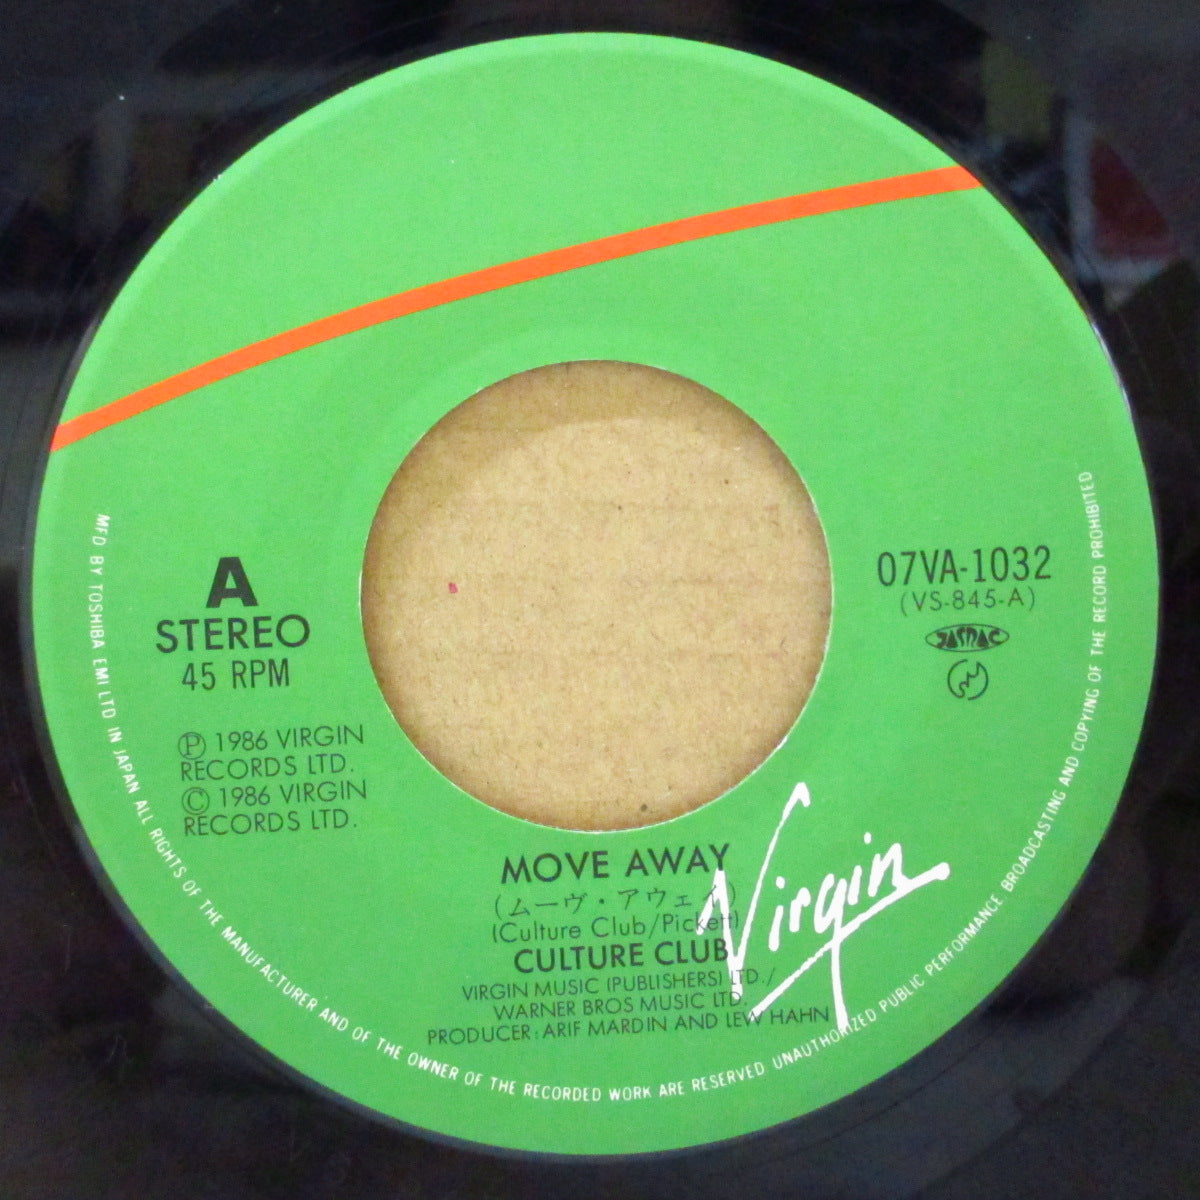 A
STEREO
45 RPM
Ⓟ 1986 VIRGIN
RECORDS LTD.
© 1986 VIRGIN
RECORDS LTD.
07VA-1032
(VS-845-A)
JASRAC
MOVE AWAY
(ムーヴ・アウェイ)
(Culture Club/Pickett)
CULTURE CLUB
VIRGIN MUSIC (PUBLISHERS) LTD./
WARNER BROS MUSIC LTD.
PRODUCER: ARIF MARDIN AND LEW HAHN
Virgin
MFD BY TOSHIBA EMI LTD IN JAPAN ALL RIGHTS OF THE MANUFACTURER AND OF THE OWNER OF THE RECORDED WORK ARE RESERVED UNAUTHORIZED PUBLIC PERFORMANCE BROADCASTING AND COPYING OF THE RECORD PROHIBITED